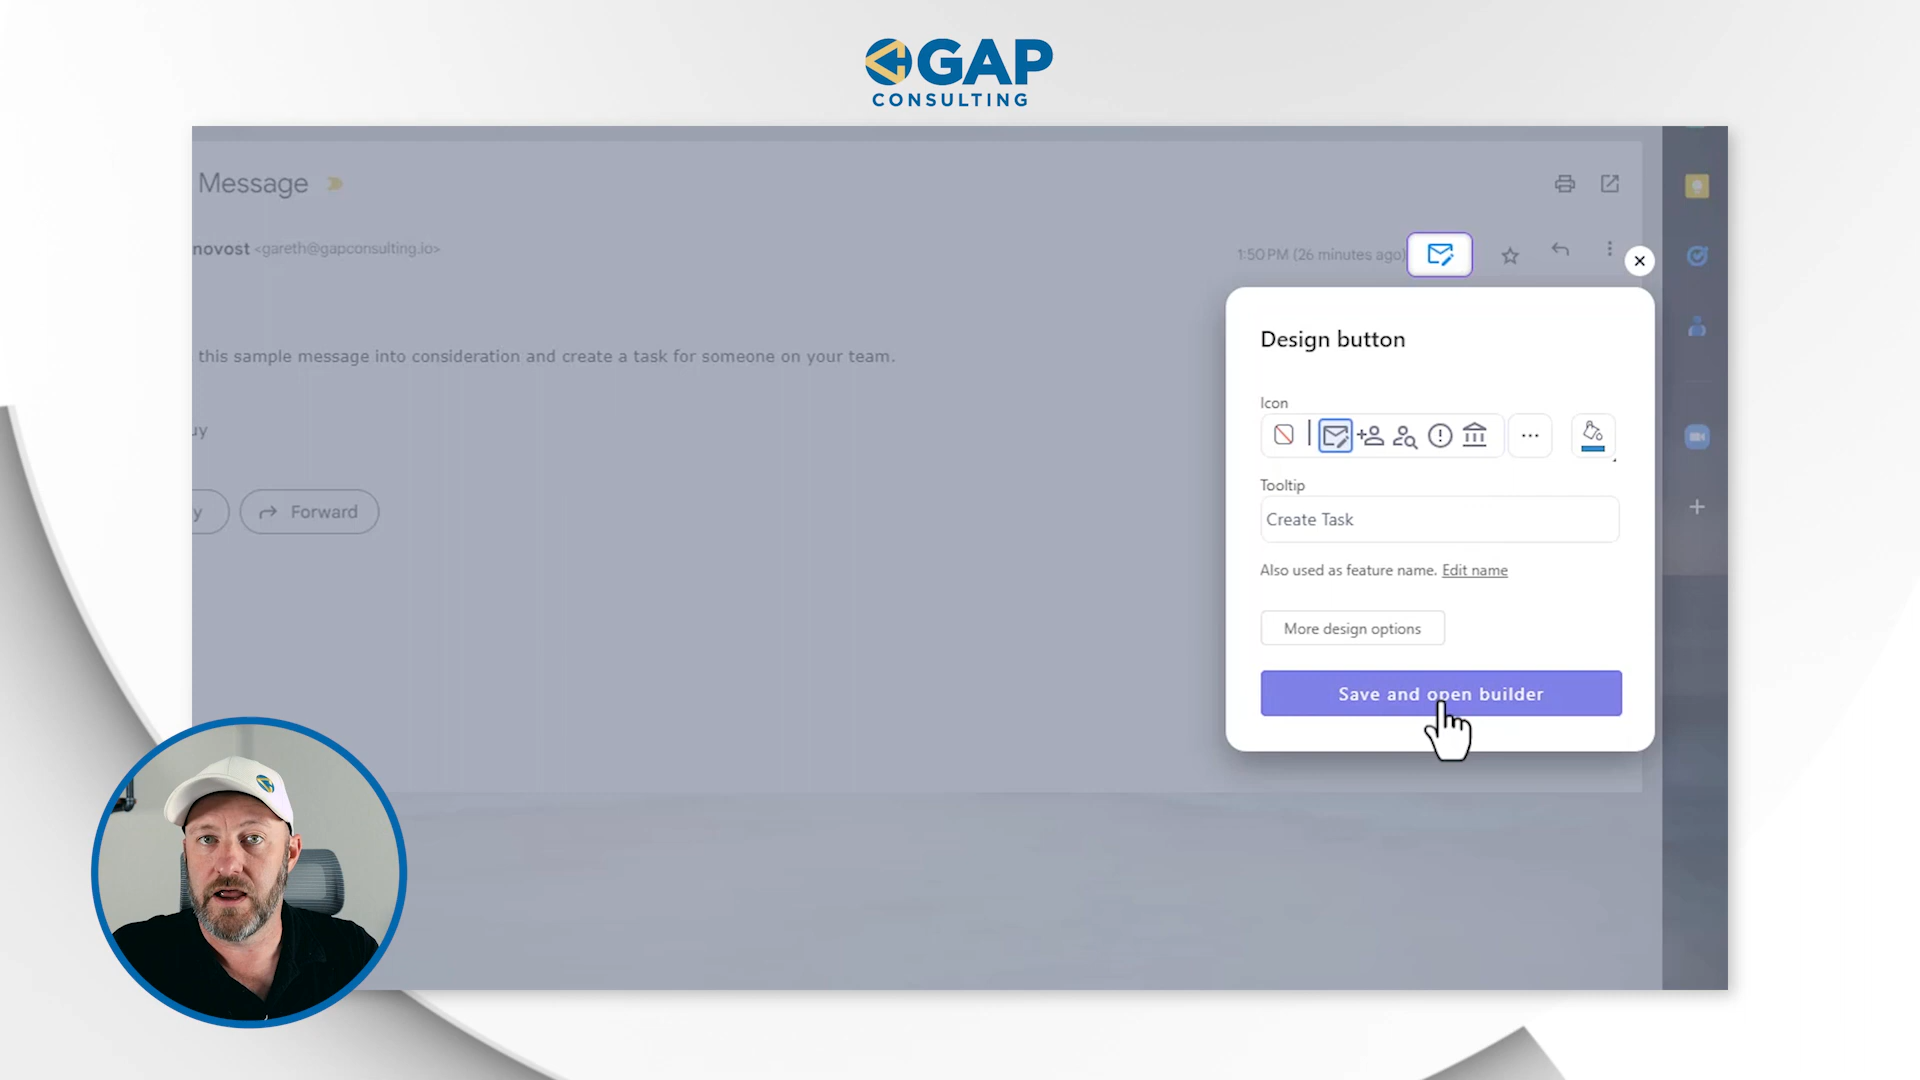 GAP
CONSULTING
Message
novost <gareth@gapconsulting.io>
1:50 PM (26 minutes ago)
Design button
this sample message into consideration and create a task for someone on your team.
Icon
uy
Tooltip
Create Task
y
Forward
Also used as feature name. Edit name
More design options
Save and open builder